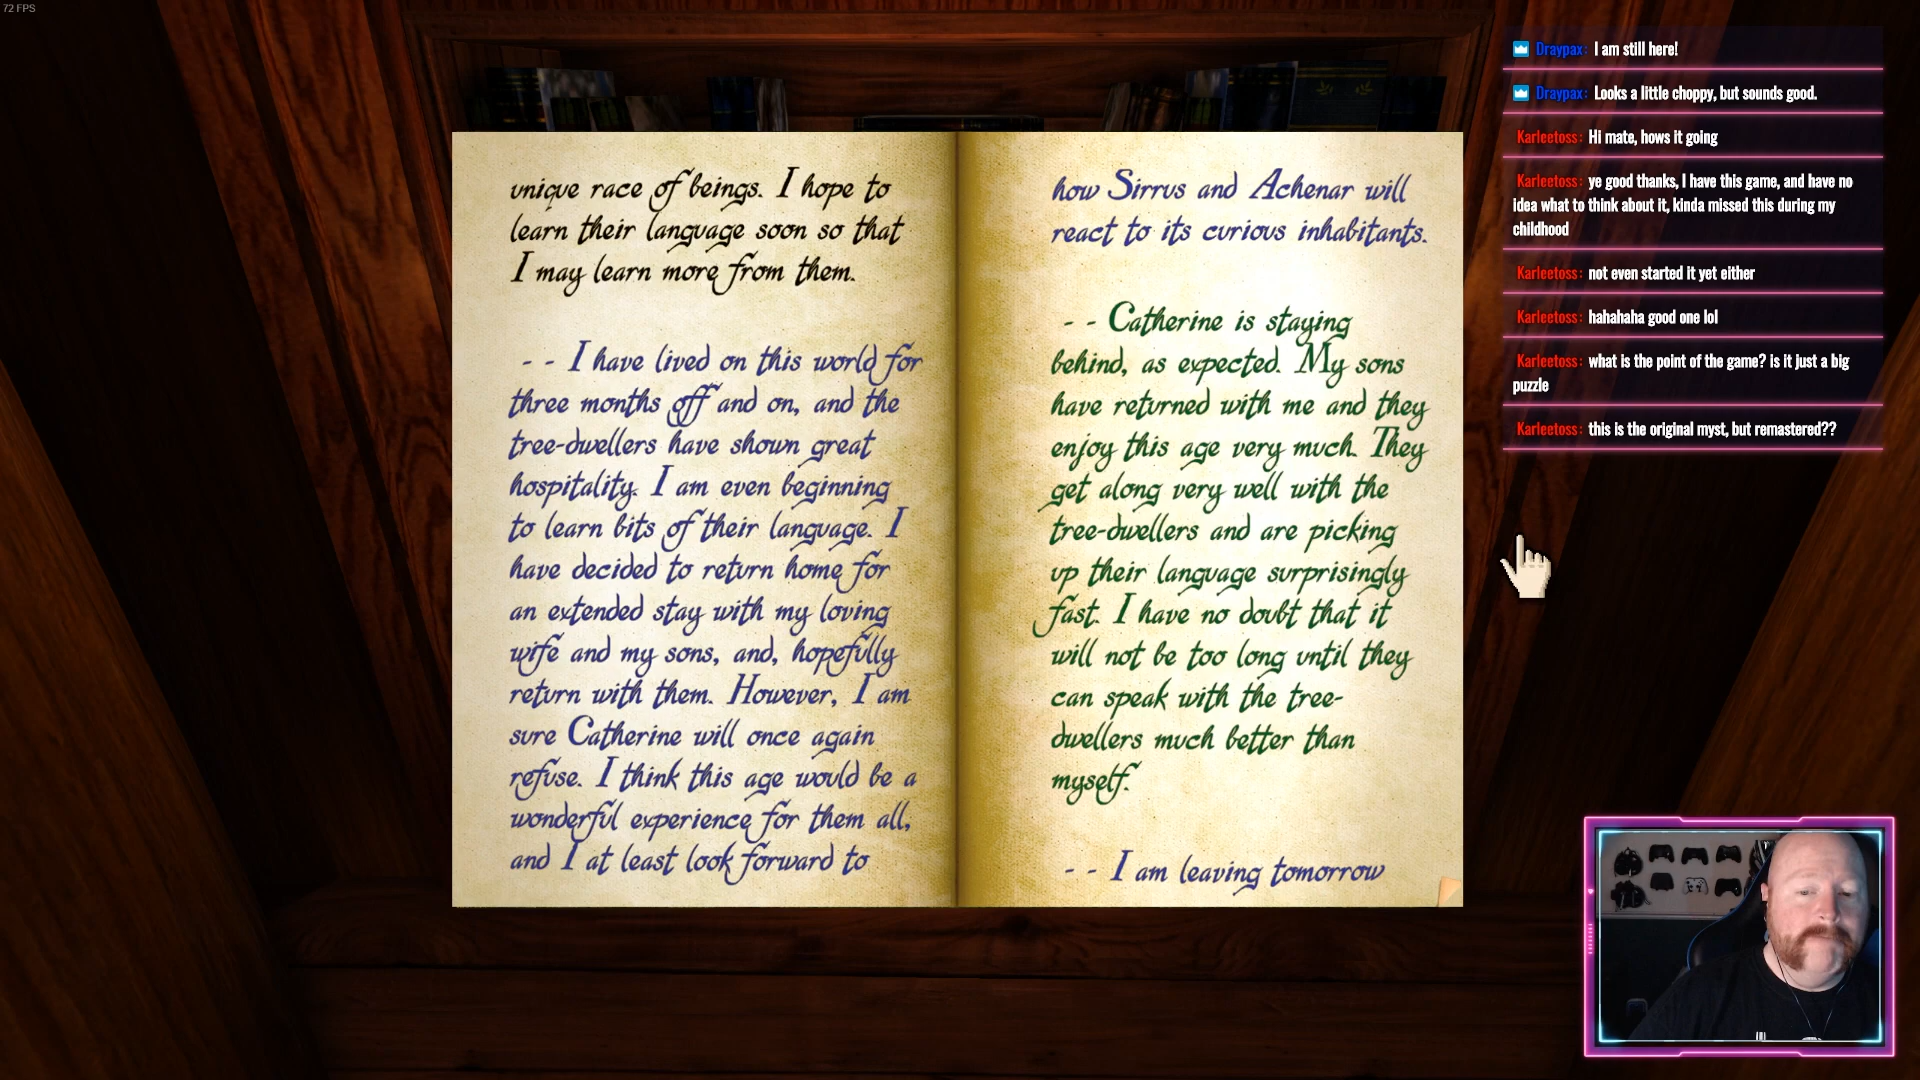 72 FPS
unique race of beings. I hope to
learn their language soon so that
I may learn more from them.
- - I have lived on this world for
three months off and on, and the
tree-dwellers have shown great
hospitality. I am even beginning
to learn bits of their language. I
have decided to return home for
an extended stay with my loving
wife and my sons, and, hopefully
return with them. However, I am
sure Catherine will once again
refuse. I think this age would be a
wonderful experience for them all,
and I at least look forward to
how Sirrus and Achenar will
react to its curious inhabitants.
- - Catherine is staying
behind, as expected. My sons
have returned with me and they
enjoy this age very much. They
get along very well with the
tree-dwellers and are picking
up their language surprisingly
fast. I have no doubt that it
will not be too long until they
can speak with the tree-
dwellers much better than
myself.
- - I am leaving tomorrow
Draypax: I am still here!
Draypax: Looks a little choppy, but sounds good.
Karleetoss: Hi mate, hows it going
Karleetoss: ye good thanks, I have this game, and have no
idea what to think about it, kinda missed this during my
childhood
Karleetoss: not even started it yet either
Karleetoss: hahahaha good one lol
Karleetoss: what is the point of the game? is it just a big
puzzle
Karleetoss: this is the original myst, but remastered??